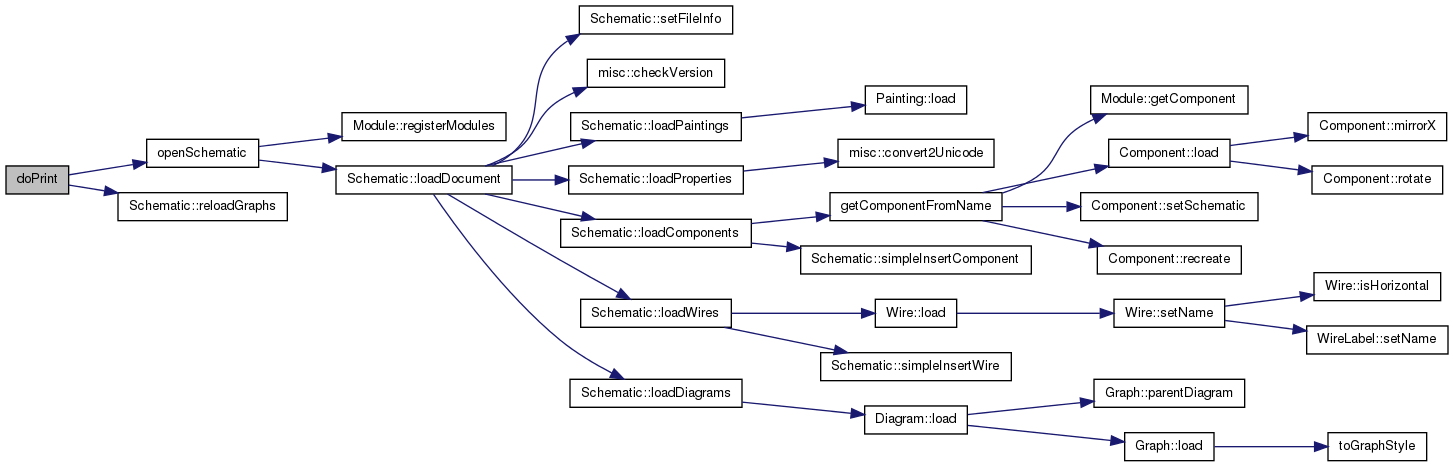 Schematic::setFileInfo
misc::checkVersion
Painting::load
Module::getComponent
Module::registerModules
Schematic::loadPaintings
Component::mirrorX
openSchematic
misc::convert2Unicode
Component::load
doPrint
Schematic::loadDocument
Schematic::loadProperties
Component::rotate
Schematic::reloadGraphs
getComponentFromName
Component::setSchematic
Schematic::loadComponents
Schematic::simpleInsertComponent
Component::recreate
Wire::isHorizontal
Schematic::loadWires
Wire::load
Wire::setName
WireLabel::setName
Schematic::simpleInsertWire
Schematic::loadDiagrams
Graph::parentDiagram
Diagram::load
Graph::load
toGraphStyle